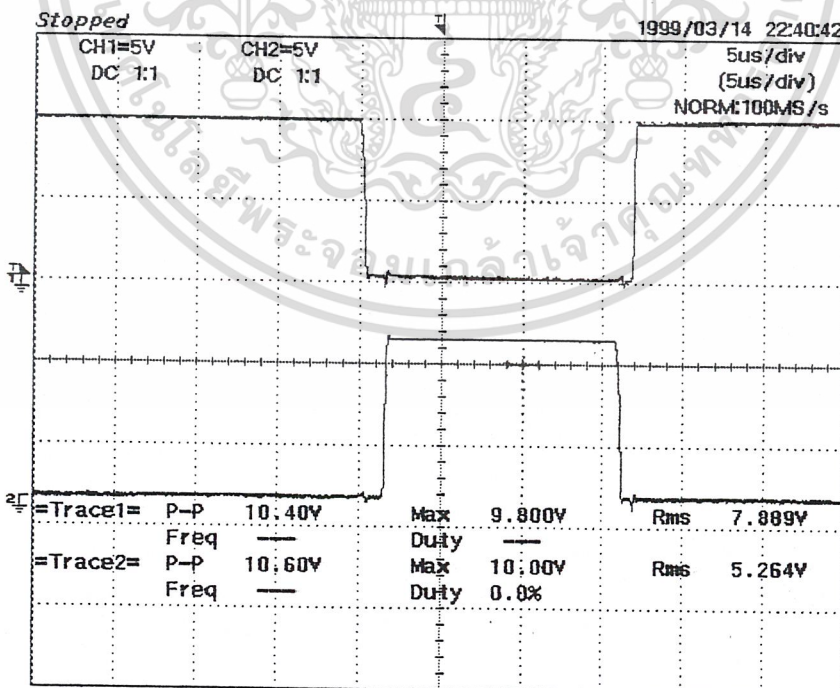 Stopped
1999/03/14 22:40:42
CH1=5V CH2=5V 5us/div
DC 1:1 DC 1:1 (5us/div)
NORM:100MS/s
T
1
2
=Trace1= P-P 10.40V Max 9.800V Rms 7.889V
Freq — Duty —
=Trace2= P-P 10.60V Max 10.00V Rms 5.264V
Freq — Duty 0.0%